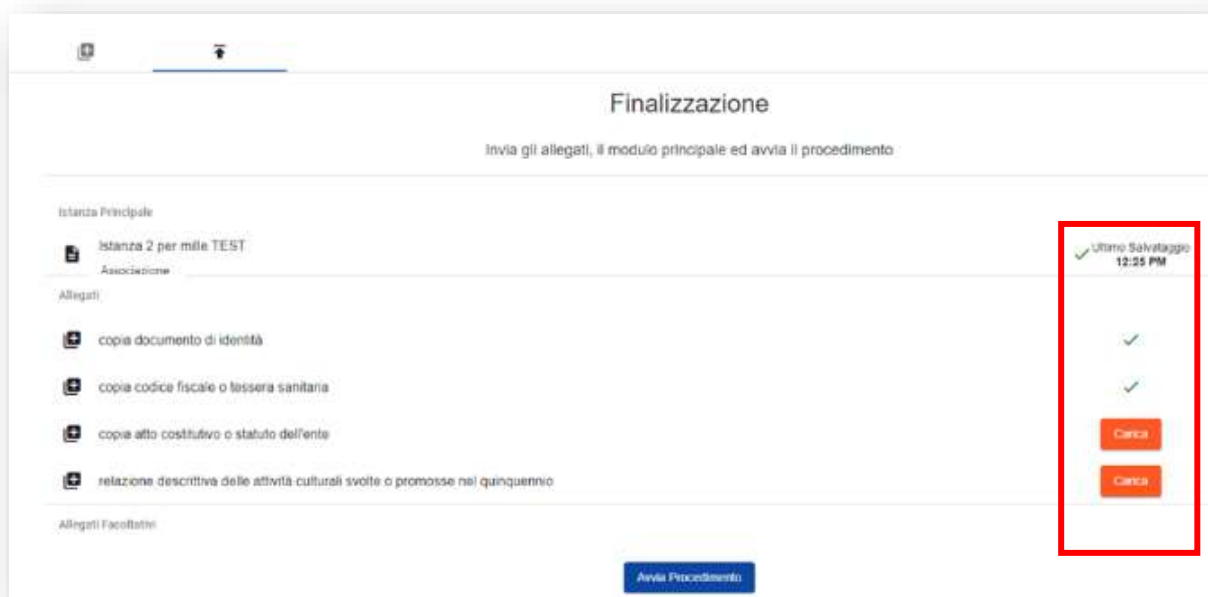 Finalizzazione
Invia gli allegati, il modulo principale ed avvia il procedimento
Istanza Principale
Istanza 2 per mille TEST
Associazione
Ultimo Salvataggio
12:25 PM
Allegati
copia documento di identità
copia codice fiscale o tessera sanitaria
copia atto costitutivo o statuto dell'ente
Carica
relazione descrittiva delle attività culturali svolte o promosse nel quinquennio
Carica
Allegati Facoltativi
Avvia Procedimento